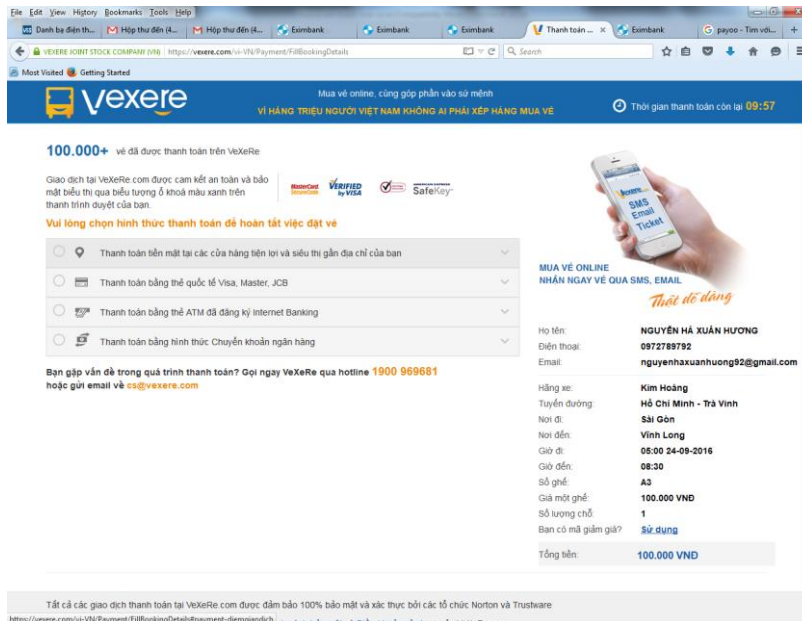 File Edit View History Bookmarks Tools Help
Danh bạ điện th... Hộp thư đến (4... Hộp thư đến (4... Eximbank Eximbank Eximbank Thanh toán ... × Eximbank payoo - Tìm với... +
VEXERE JOINT STOCK COMPANY (VN) https://vexere.com/vi-VN/Payment/FillBookingDetails Search
Most Visited Getting Started
vexere
Mua vé online, cùng góp phần vào sứ mệnh
VÌ HÀNG TRIỆU NGƯỜI VIỆT NAM KHÔNG AI PHẢI XẾP HÀNG MUA VÉ
Thời gian thanh toán còn lại 09:57
100.000+ vé đã được thanh toán trên VeXeRe
Giao dịch tại VeXeRe.com được cam kết an toàn và bảo
mật biểu thị qua biểu tượng ổ khoá màu xanh trên
thanh trình duyệt của bạn.
MasterCard SecureCode
VERIFIED by VISA
SafeKey
Vui lòng chọn hình thức thanh toán để hoàn tất việc đặt vé
Thanh toán tiền mặt tại các cửa hàng tiện lợi và siêu thị gần địa chỉ của bạn
Thanh toán bằng thẻ quốc tế Visa, Master, JCB
Thanh toán bằng thẻ ATM đã đăng ký Internet Banking
Thanh toán bằng hình thức Chuyển khoản ngân hàng
Bạn gặp vấn đề trong quá trình thanh toán? Gọi ngay VeXeRe qua hotline 1900 969681
hoặc gửi email về cs@vexere.com
Vexere
SMS
Email
Ticket
MUA VÉ ONLINE
NHẬN NGAY VÉ QUA SMS, EMAIL
Thật dễ dàng
Họ tên: NGUYỄN HÀ XUÂN HƯƠNG
Điện thoại: 0972789792
Email: nguyenhaxuanhuong92@gmail.com
Hãng xe: Kim Hoàng
Tuyến đường: Hồ Chí Minh - Trà Vinh
Nơi đi: Sài Gòn
Nơi đến: Vĩnh Long
Giờ đi: 05:00 24-09-2016
Giờ đến: 08:30
Số ghế: A3
Giá một ghế: 100.000 VNĐ
Số lượng chỗ: 1
Bạn có mã giảm giá? Sử dụng
Tổng tiền: 100.000 VNĐ
Tất cả các giao dịch thanh toán tại VeXeRe.com được đảm bảo 100% bảo mật và xác thực bởi các tổ chức Norton và Trustware
https://vexere.com/vi-VN/Payment/FillBookingDetails#payment-diemgiaodich